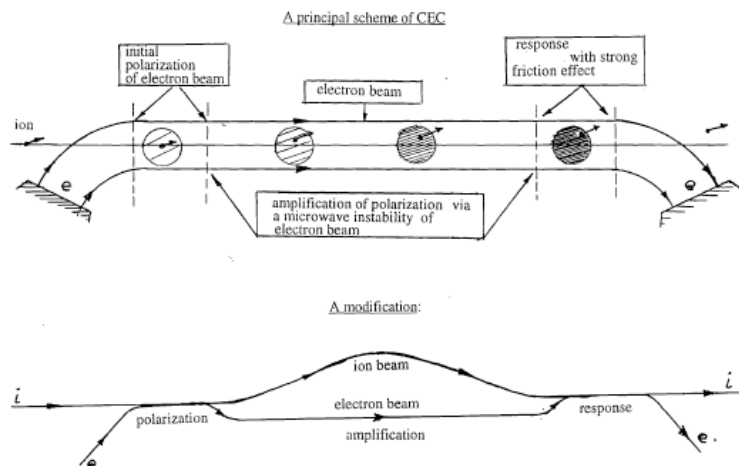 A principal scheme of CEC
initial
polarization
of electron beam
response
with strong
friction effect
electron beam
ion
e
e
amplification of polarization via
a microwave instability of
electron beam
A modification:
ion beam
i
i
polarization
electron beam
amplification
response
e
e.